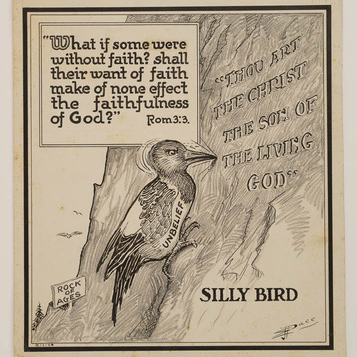 "What if some were
without faith? shall
their want of faith
make of none effect
the faithfulness
of God?" Rom 3:3.
"THOU ART
THE CHRIST
THE SON OF
THE LIVING
GOD"
UNBELIEF
ROCK
OF
AGES
SILLY BIRD
Pace